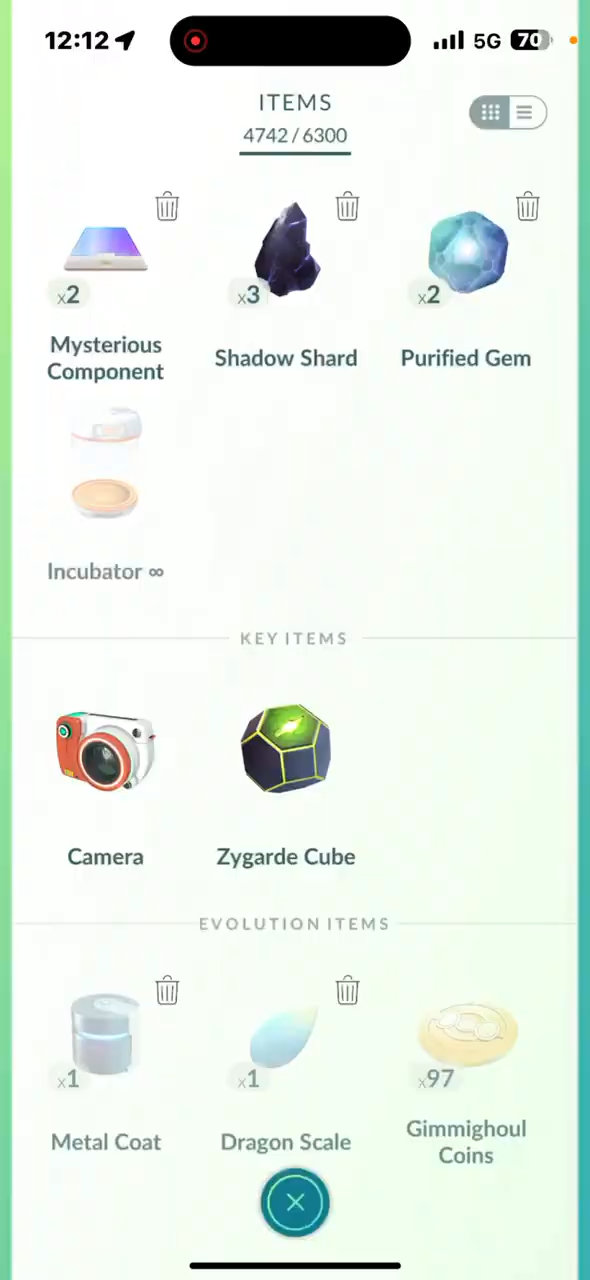 12:12
5G
70
ITEMS
4742 / 6300
x2
x3
x2
Mysterious
Component
Shadow Shard
Purified Gem
Incubator ∞
KEY ITEMS
Camera
Zygarde Cube
EVOLUTION ITEMS
x1
x1
x97
Metal Coat
Dragon Scale
Gimmighoul
Coins